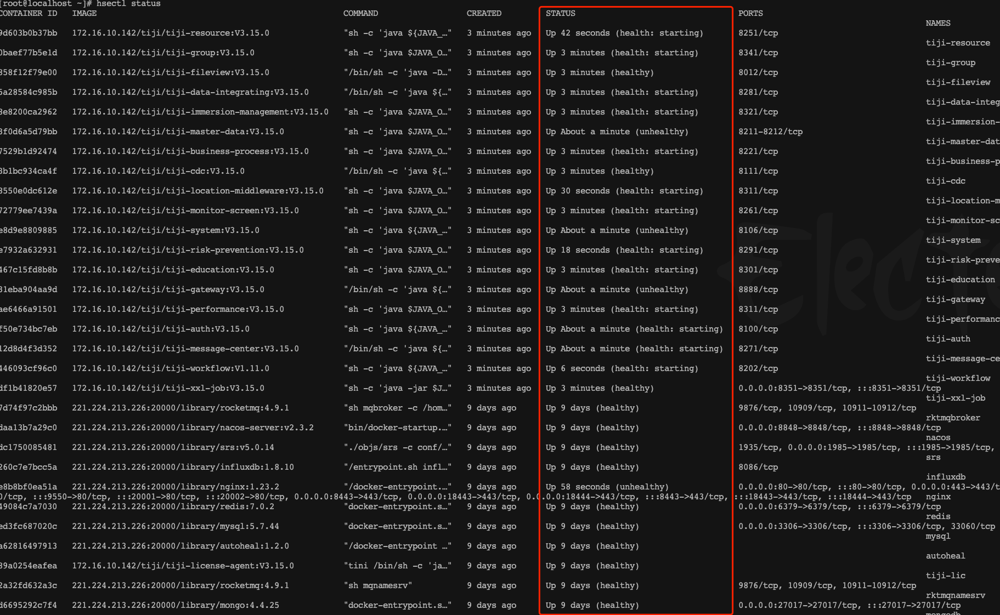 [root@localhost ~]# hsectl status
CONTAINER ID IMAGE COMMAND CREATED STATUS PORTS
NAMES
9d603b0b37bb 172.16.10.142/tiji/tiji-resource:V3.15.0 "sh -c 'java ${JAVA_…" 3 minutes ago Up 42 seconds (health: starting) 8251/tcp
tiji-resource
0baef77b5e1d 172.16.10.142/tiji/tiji-group:V3.15.0 "sh -c 'java $JAVA_O…" 3 minutes ago Up 3 minutes (health: starting) 8341/tcp
tiji-group
858f12f79e00 172.16.10.142/tiji/tiji-fileview:V3.15.0 "/bin/sh -c 'java -D…" 3 minutes ago Up 3 minutes (healthy) 8012/tcp
tiji-fileview
6a28584c985b 172.16.10.142/tiji/tiji-data-integrating:V3.15.0 "/bin/sh -c 'java ${…" 3 minutes ago Up 3 minutes (health: starting) 8281/tcp
tiji-data-integ
8e8200ca2962 172.16.10.142/tiji/tiji-immersion-management:V3.15.0 "sh -c 'java $JAVA_O…" 3 minutes ago Up 3 minutes (health: starting) 8321/tcp
tiji-immersion-
3f0d6a5d79bb 172.16.10.142/tiji/tiji-master-data:V3.15.0 "sh -c 'java $JAVA_O…" 3 minutes ago Up About a minute (unhealthy) 8211-8212/tcp
tiji-master-dat
7529b1d92474 172.16.10.142/tiji/tiji-business-process:V3.15.0 "sh -c 'java $JAVA_O…" 3 minutes ago Up 3 minutes (health: starting) 8221/tcp
tiji-business-p
3b1bc934ca4f 172.16.10.142/tiji/tiji-cdc:V3.15.0 "/bin/sh -c 'java ${…" 3 minutes ago Up 3 minutes (healthy) 8111/tcp
tiji-cdc
8550e0dc612e 172.16.10.142/tiji/tiji-location-middleware:V3.15.0 "sh -c 'java $JAVA_O…" 3 minutes ago Up 30 seconds (health: starting) 8311/tcp
tiji-location-m
72779ee7439a 172.16.10.142/tiji/tiji-monitor-screen:V3.15.0 "sh -c 'java $JAVA_O…" 3 minutes ago Up 3 minutes (health: starting) 8261/tcp
tiji-monitor-sc
e8d9e8809885 172.16.10.142/tiji/tiji-system:V3.15.0 "sh -c 'java ${JAVA_…" 3 minutes ago Up About a minute (unhealthy) 8106/tcp
tiji-system
e7932a632931 172.16.10.142/tiji/tiji-risk-prevention:V3.15.0 "sh -c 'java $JAVA_O…" 3 minutes ago Up 18 seconds (health: starting) 8291/tcp
tiji-risk-preve
467c15fd8b8b 172.16.10.142/tiji/tiji-education:V3.15.0 "sh -c 'java $JAVA_O…" 3 minutes ago Up 3 minutes (health: starting) 8301/tcp
tiji-education
31eba904aa9d 172.16.10.142/tiji/tiji-gateway:V3.15.0 "/bin/sh -c 'java ${…" 3 minutes ago Up About a minute (unhealthy) 8888/tcp
tiji-gateway
ae6466a91501 172.16.10.142/tiji/tiji-performance:V3.15.0 "sh -c 'java $JAVA_O…" 3 minutes ago Up 3 minutes (health: starting) 8311/tcp
tiji-performanc
f50e734bc7eb 172.16.10.142/tiji/tiji-auth:V3.15.0 "sh -c 'java ${JAVA_…" 3 minutes ago Up About a minute (health: starting) 8100/tcp
tiji-auth
12d8d4f3d352 172.16.10.142/tiji/tiji-message-center:V3.15.0 "/bin/sh -c 'java ${…" 3 minutes ago Up About a minute (health: starting) 8271/tcp
tiji-message-ce
446093cf96c0 172.16.10.142/tiji/tiji-workflow:V1.11.0 "sh -c 'java ${JAVA_…" 3 minutes ago Up 6 seconds (health: starting) 8202/tcp
tiji-workflow
df1b41820e57 172.16.10.142/tiji/tiji-xxl-job:V3.15.0 "sh -c 'java -jar $J…" 3 minutes ago Up 3 minutes (healthy) 0.0.0.0:8351->8351/tcp, :::8351->8351/tcp
tiji-xxl-job
7d74f97c2bbb 221.224.213.226:20000/library/rocketmq:4.9.1 "sh mqbroker -c /hom…" 9 days ago Up 9 days (healthy) 9876/tcp, 10909/tcp, 10911-10912/tcp
rktmqbroker
daa13b7a29c0 221.224.213.226:20000/library/nacos-server:v2.3.2 "bin/docker-startup.…" 9 days ago Up 9 days (healthy) 0.0.0.0:8848->8848/tcp, :::8848->8848/tcp
nacos
dc1750085481 221.224.213.226:20000/library/srs:v5.0.14 "./objs/srs -c conf/…" 9 days ago Up 9 days (healthy) 1935/tcp, 0.0.0.0:1985->1985/tcp, :::1985->1985/tcp,
srs
260c7e7bcc5a 221.224.213.226:20000/library/influxdb:1.8.10 "/entrypoint.sh infl…" 9 days ago Up 9 days (healthy) 8086/tcp
influxdb
e8b8bf0ea51a 221.224.213.226:20000/library/nginx:1.23.2 "/docker-entrypoint.…" 9 days ago Up 58 seconds (unhealthy) 0.0.0.0:80->80/tcp, :::80->80/tcp, 0.0.0.0:443->443/t
0/tcp, :::9550->80/tcp, :::20001->80/tcp, :::20002->80/tcp, 0.0.0.0:8443->443/tcp, 0.0.0.0:18443->443/tcp, 0.0.0.0:18444->443/tcp, :::8443->443/tcp, :::18443->443/tcp, :::18444->443/tcp nginx
49084c7a7030 221.224.213.226:20000/library/redis:7.0.2 "docker-entrypoint.s…" 9 days ago Up 9 days (healthy) 0.0.0.0:6379->6379/tcp, :::6379->6379/tcp
redis
ed3fc687020c 221.224.213.226:20000/library/mysql:5.7.44 "docker-entrypoint.s…" 9 days ago Up 9 days (healthy) 0.0.0.0:3306->3306/tcp, :::3306->3306/tcp, 33060/tcp
mysql
a62816497913 221.224.213.226:20000/library/autoheal:1.2.0 "/docker-entrypoint …" 9 days ago Up 9 days (healthy)
autoheal
89a0254eafea 172.16.10.142/tiji/tiji-license-agent:V3.15.0 "tini /bin/sh -c 'ja…" 9 days ago Up 9 days (healthy)
tiji-lic
2a32fd632a3c 221.224.213.226:20000/library/rocketmq:4.9.1 "sh mqnamesrv" 9 days ago Up 9 days (healthy) 9876/tcp, 10909/tcp, 10911-10912/tcp
rktmqnamesrv
d6695292c7f4 221.224.213.226:20000/library/mongo:4.4.25 "docker-entrypoint.s…" 9 days ago Up 9 days (healthy) 0.0.0.0:27017->27017/tcp, :::27017->27017/tcp
mongodb